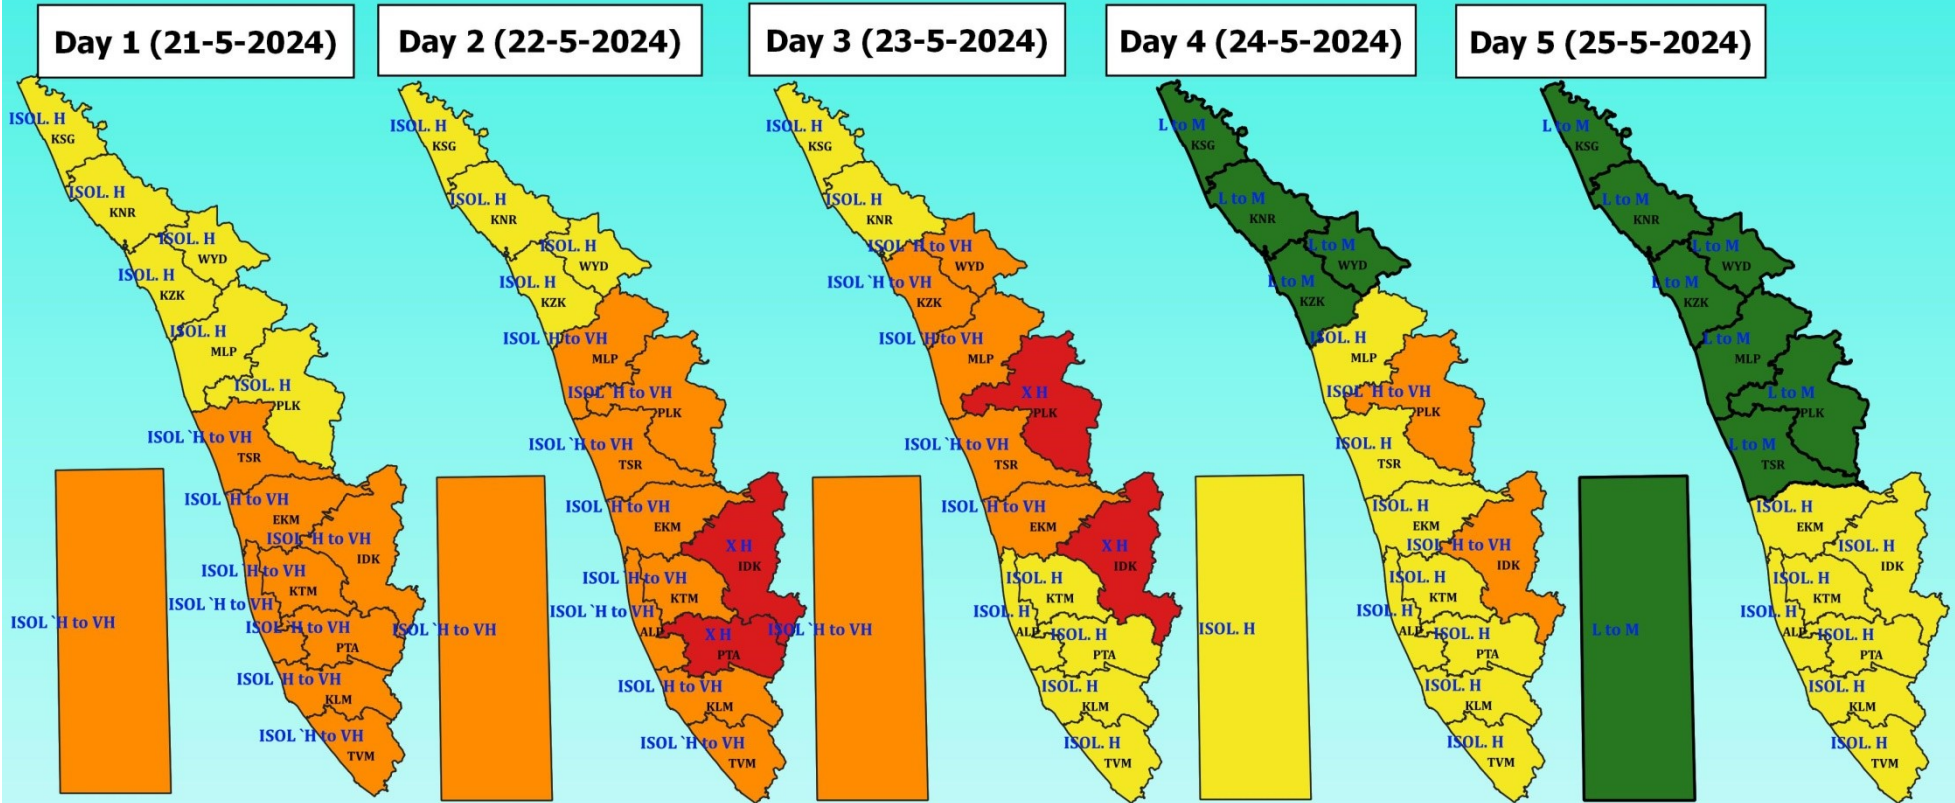 Day 1 (21-5-2024)
ISOL. H
KSG
ISOL. H
KNR
ISOL. H
WYD
ISOL. H
KZK
ISOL. H
MLP
ISOL. H
PLK
ISOL `H to VH
TSR
ISOL `H to VH
EKM
ISOL `H to VH
IDK
ISOL `H to VH
KTM
ISOL `H to VH
ISOL `H to VH
PTA
ISOL `H to VH
ISOL `H to VH
KLM
ISOL `H to VH
TVM
Day 2 (22-5-2024)
ISOL. H
KSG
ISOL. H
KNR
ISOL. H
WYD
ISOL. H
KZK
ISOL `H to VH
MLP
ISOL `H to VH
PLK
ISOL `H to VH
TSR
ISOL `H to VH
EKM
X H
IDK
ISOL `H to VH
KTM
ISOL `H to VH
ALP
X H
PTA
ISOL `H to VH
ISOL `H to VH
KLM
ISOL `H to VH
TVM
Day 3 (23-5-2024)
ISOL. H
KSG
ISOL. H
KNR
ISOL `H to VH
WYD
ISOL `H to VH
KZK
ISOL `H to VH
MLP
X H
PLK
ISOL `H to VH
TSR
ISOL `H to VH
EKM
X H
IDK
ISOL. H
KTM
ISOL. H
ALP
ISOL. H
PTA
ISOL `H to VH
ISOL. H
KLM
ISOL. H
TVM
Day 4 (24-5-2024)
L to M
KSG
L to M
KNR
L to M
WYD
L to M
KZK
ISOL. H
MLP
ISOL `H to VH
PLK
ISOL. H
TSR
ISOL. H
EKM
ISOL `H to VH
IDK
ISOL. H
KTM
ISOL. H
ALP
ISOL. H
PTA
ISOL. H
ISOL. H
KLM
ISOL. H
TVM
Day 5 (25-5-2024)
L to M
KSG
L to M
KNR
L to M
WYD
L to M
KZK
L to M
MLP
L to M
PLK
L to M
TSR
ISOL. H
EKM
ISOL. H
IDK
ISOL. H
KTM
ISOL. H
ALP
ISOL. H
PTA
L to M
ISOL. H
KLM
ISOL. H
TVM